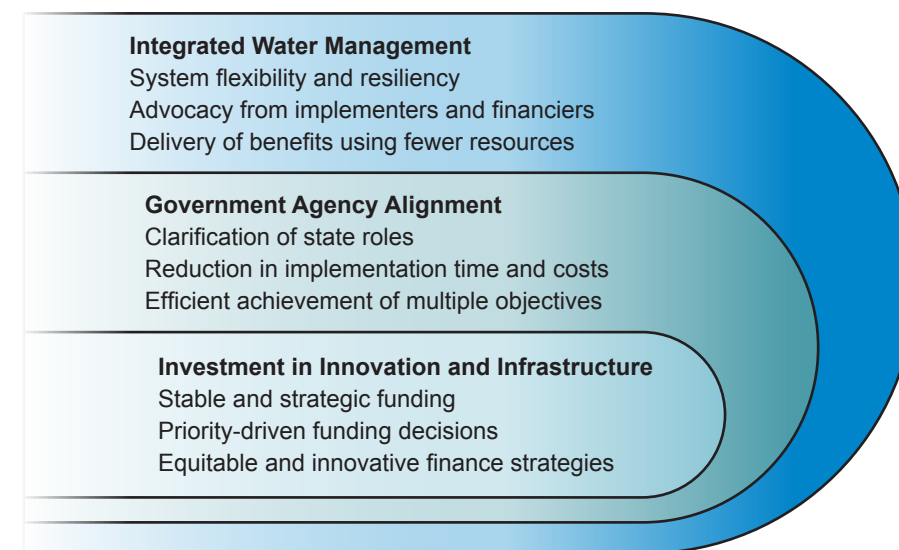 Integrated Water Management
System flexibility and resiliency
Advocacy from implementers and financiers
Delivery of benefits using fewer resources
Government Agency Alignment
Clarification of state roles
Reduction in implementation time and costs
Efficient achievement of multiple objectives
Investment in Innovation and Infrastructure
Stable and strategic funding
Priority-driven funding decisions
Equitable and innovative finance strategies